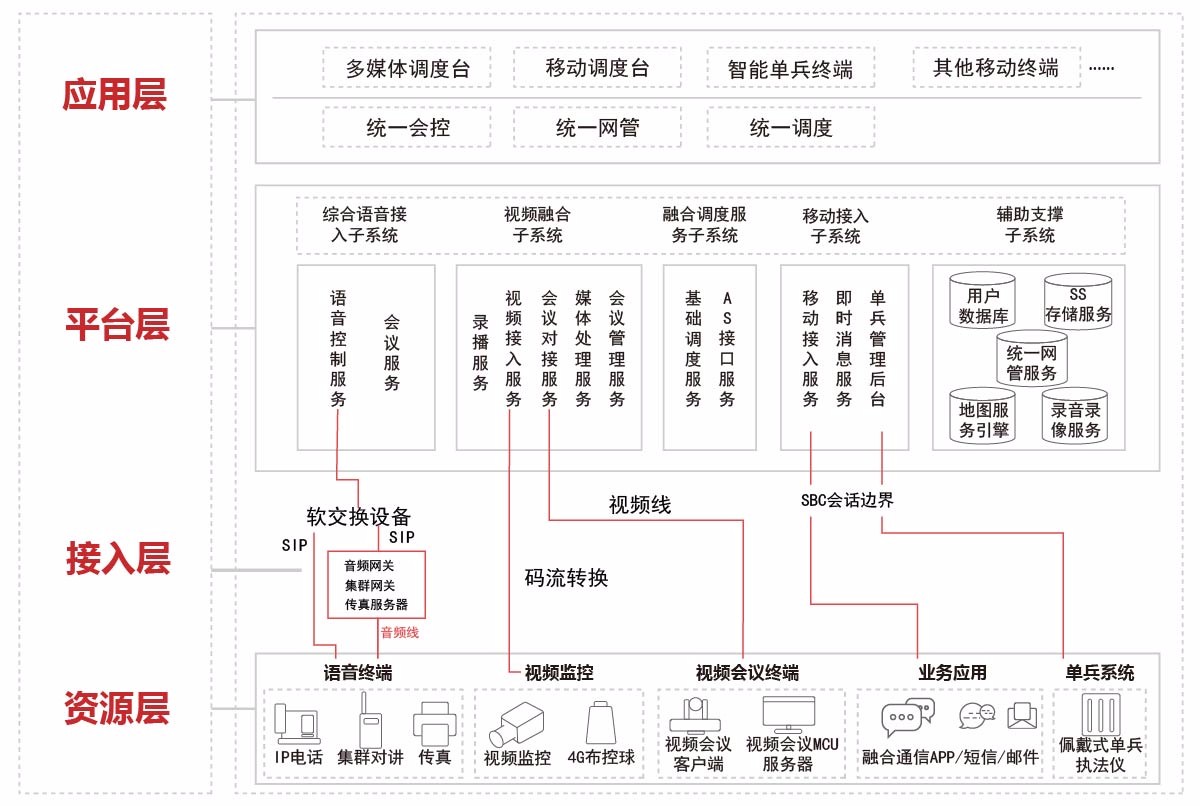 应用层
多媒体调度台
移动调度台
智能单兵终端
其他移动终端
……
统一会控
统一网管
统一调度
平台层
综合语音接
入子系统
视频融合
子系统
融合调度服
务子系统
移动接入
子系统
辅助支撑
子系统
语音控制服务
会议服务
录播服务
视频接入服务
会议对接服务
媒体处理服务
会议管理服务
基础调度服务
AS接口服务
移动接入服务
即时消息服务
单兵管理后台
用户
数据库
SS
存储服务
统一网
管服务
地图服
务引擎
录音录
像服务
接入层
软交换设备
SIP
SIP
音频网关
集群网关
传真服务器
音频线
码流转换
视频线
SBC会话边界
资源层
语音终端
IP电话
集群对讲
传真
视频监控
视频监控
4G布控球
视频会议终端
视频会议
客户端
视频会议MCU
服务器
业务应用
融合通信APP/短信/邮件
单兵系统
佩戴式单兵
执法仪